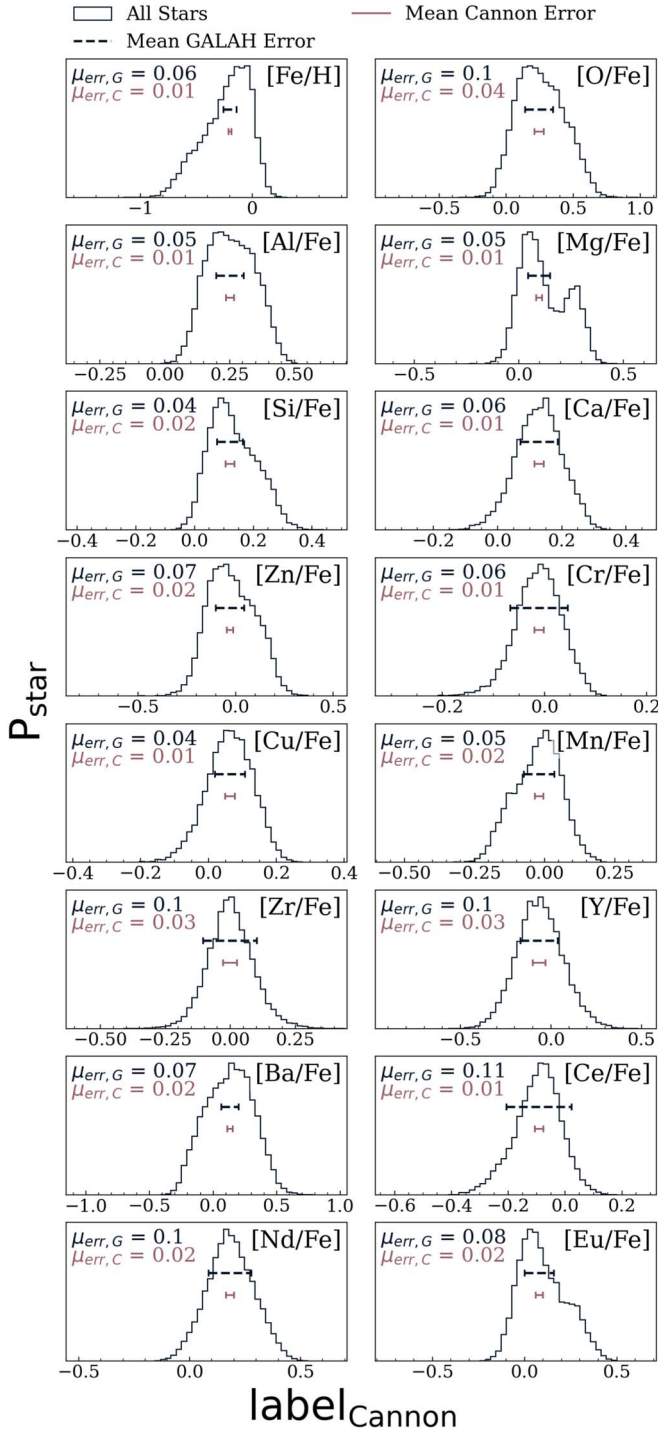 All Stars
Mean Cannon Error
Mean GALAH Error
μerr,G = 0.06
μerr,C = 0.01
[Fe/H]
−1 0
μerr,G = 0.1
μerr,C = 0.04
[O/Fe]
−0.5 0.0 0.5 1.0
μerr,G = 0.05
μerr,C = 0.01
[Al/Fe]
−0.25 0.00 0.25 0.50
μerr,G = 0.05
μerr,C = 0.01
[Mg/Fe]
−0.5 0.0 0.5
μerr,G = 0.04
μerr,C = 0.02
[Si/Fe]
−0.4 −0.2 0.0 0.2 0.4
μerr,G = 0.06
μerr,C = 0.01
[Ca/Fe]
−0.2 0.0 0.2 0.4
μerr,G = 0.07
μerr,C = 0.02
[Zn/Fe]
−0.5 0.0 0.5
μerr,G = 0.06
μerr,C = 0.01
[Cr/Fe]
−0.2 0.0 0.2
Pstar
μerr,G = 0.04
μerr,C = 0.01
[Cu/Fe]
−0.4 −0.2 0.0 0.2 0.4
μerr,G = 0.05
μerr,C = 0.02
[Mn/Fe]
−0.50 −0.25 0.00 0.25
μerr,G = 0.1
μerr,C = 0.03
[Zr/Fe]
−0.50 −0.25 0.00 0.25
μerr,G = 0.1
μerr,C = 0.03
[Y/Fe]
−0.5 0.0 0.5
μerr,G = 0.07
μerr,C = 0.02
[Ba/Fe]
−1.0 −0.5 0.0 0.5 1.0
μerr,G = 0.11
μerr,C = 0.01
[Ce/Fe]
−0.6 −0.4 −0.2 0.0 0.2
μerr,G = 0.1
μerr,C = 0.02
[Nd/Fe]
−0.5 0.0 0.5
μerr,G = 0.08
μerr,C = 0.02
[Eu/Fe]
−0.5 0.0 0.5
labelCannon